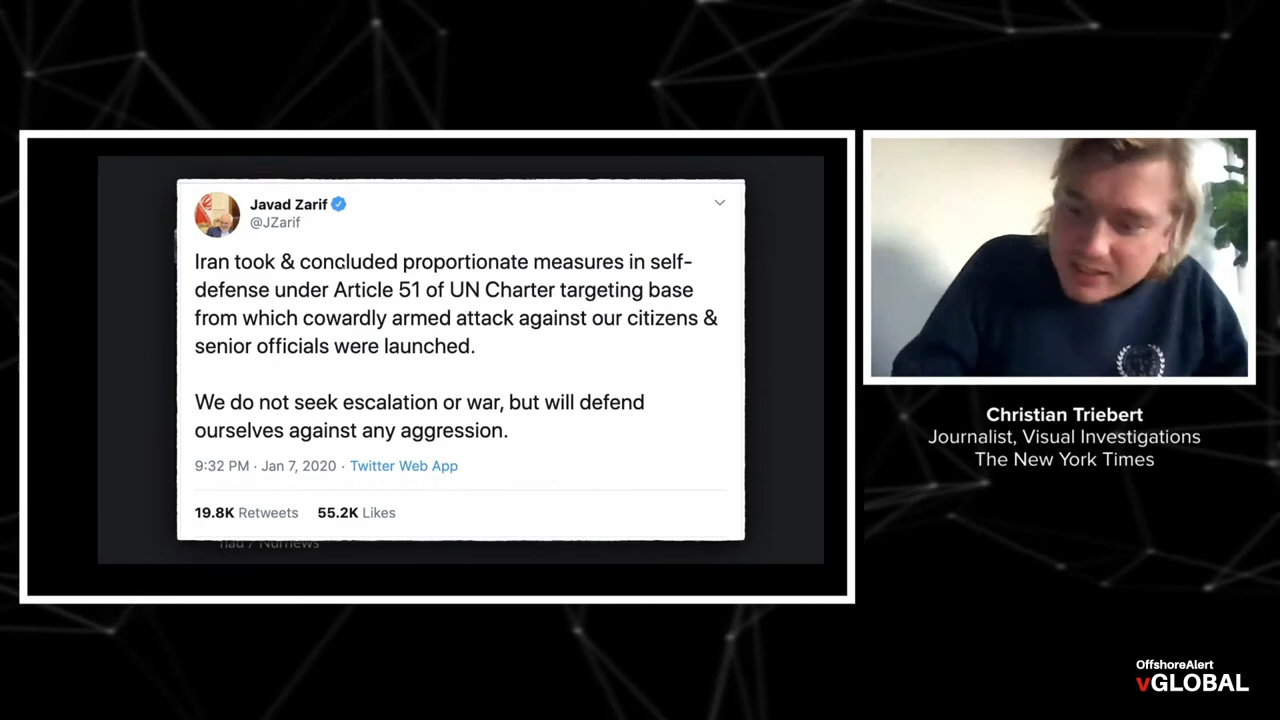 Javad Zarif
@JZarif
Iran took & concluded proportionate measures in self-
defense under Article 51 of UN Charter targeting base
from which cowardly armed attack against our citizens &
senior officials were launched.
We do not seek escalation or war, but will defend
ourselves against any aggression.
9:32 PM · Jan 7, 2020 · Twitter Web App
19.8K Retweets 55.2K Likes
Christian Triebert
Journalist, Visual Investigations
The New York Times
OffshoreAlert
vGLOBAL